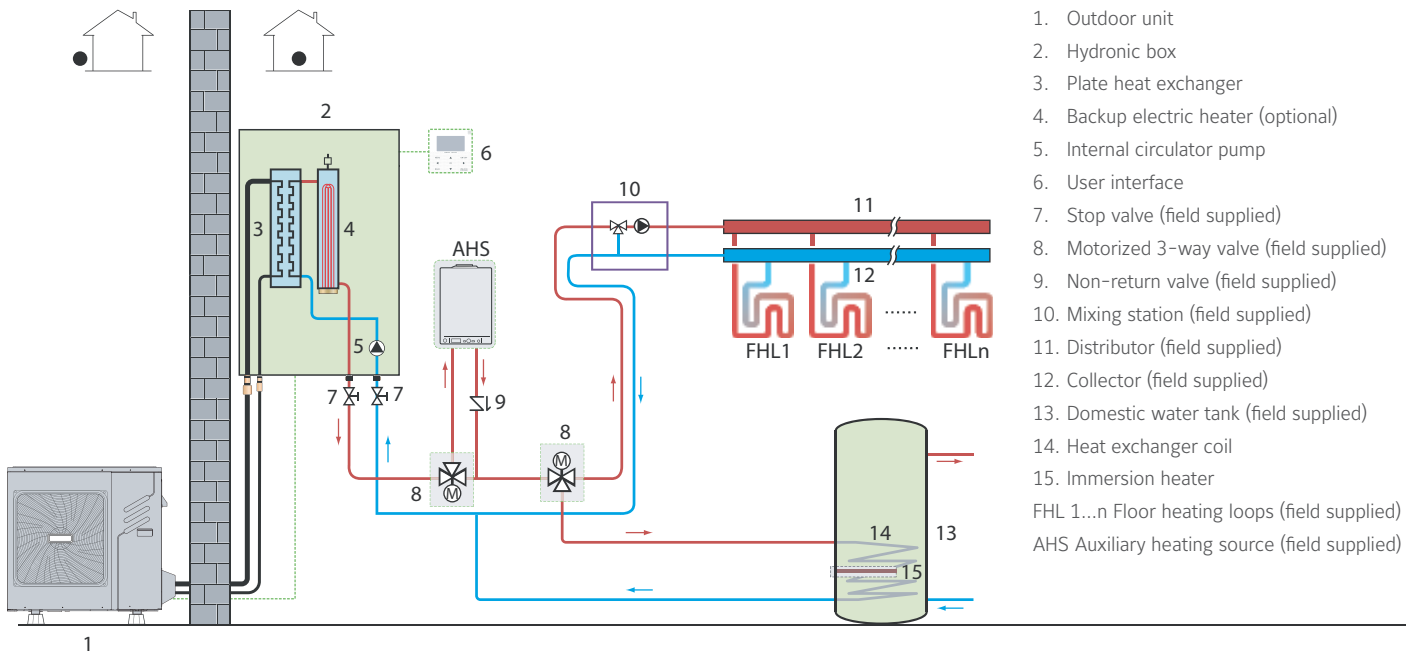 2
6
10
11
3
4
AHS
12
FHL1
FHL2
......
......
FHLn
5
7
7
9
8
M
8
M
14
13
15
1
1. Outdoor unit
2. Hydronic box
3. Plate heat exchanger
4. Backup electric heater (optional)
5. Internal circulator pump
6. User interface
7. Stop valve (field supplied)
8. Motorized 3-way valve (field supplied)
9. Non-return valve (field supplied)
10. Mixing station (field supplied)
11. Distributor (field supplied)
12. Collector (field supplied)
13. Domestic water tank (field supplied)
14. Heat exchanger coil
15. Immersion heater
FHL 1...n Floor heating loops (field supplied)
AHS Auxiliary heating source (field supplied)